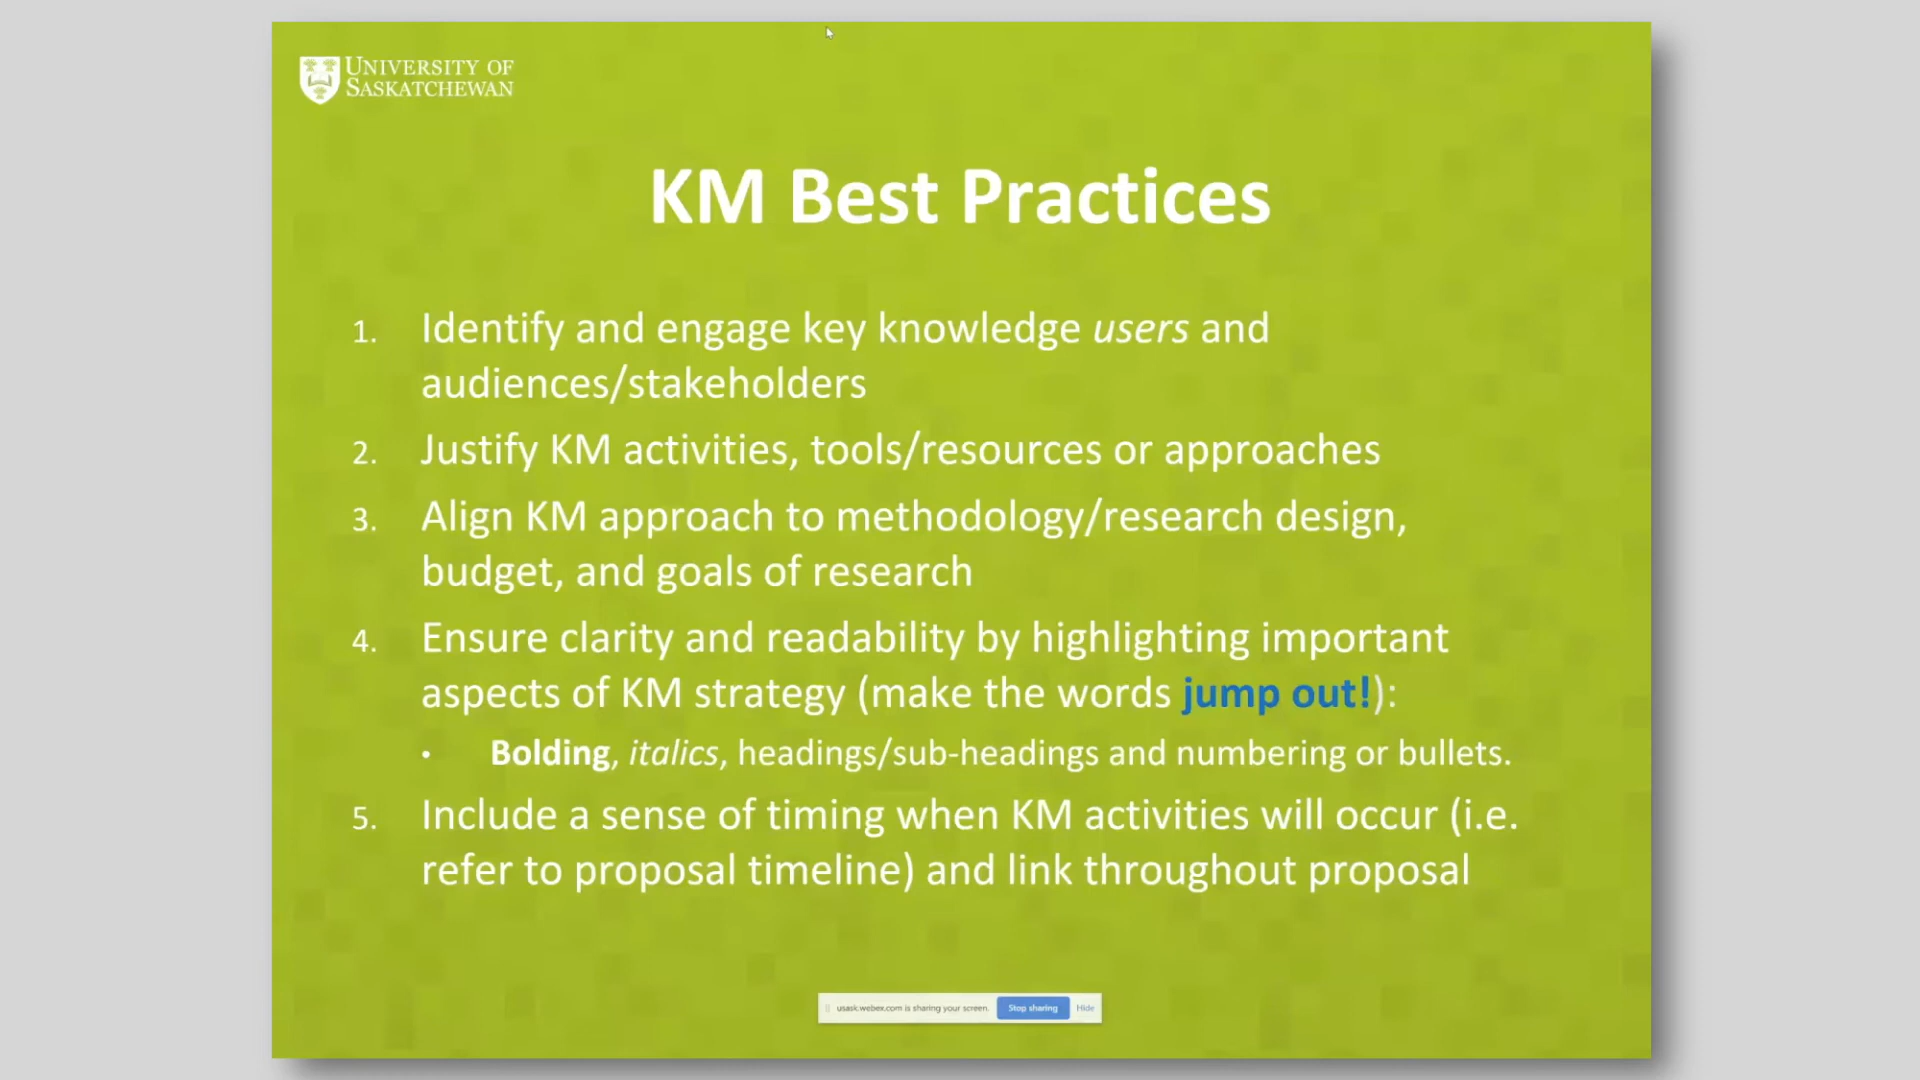 UNIVERSITY OF
SASKATCHEWAN
KM Best Practices
1. Identify and engage key knowledge users and
audiences/stakeholders
2. Justify KM activities, tools/resources or approaches
3. Align KM approach to methodology/research design,
budget, and goals of research
4. Ensure clarity and readability by highlighting important
aspects of KM strategy (make the words jump out!):
• Bolding, italics, headings/sub-headings and numbering or bullets.
5. Include a sense of timing when KM activities will occur (i.e.
refer to proposal timeline) and link throughout proposal
usask.webex.com is sharing your screen. Stop sharing Hide